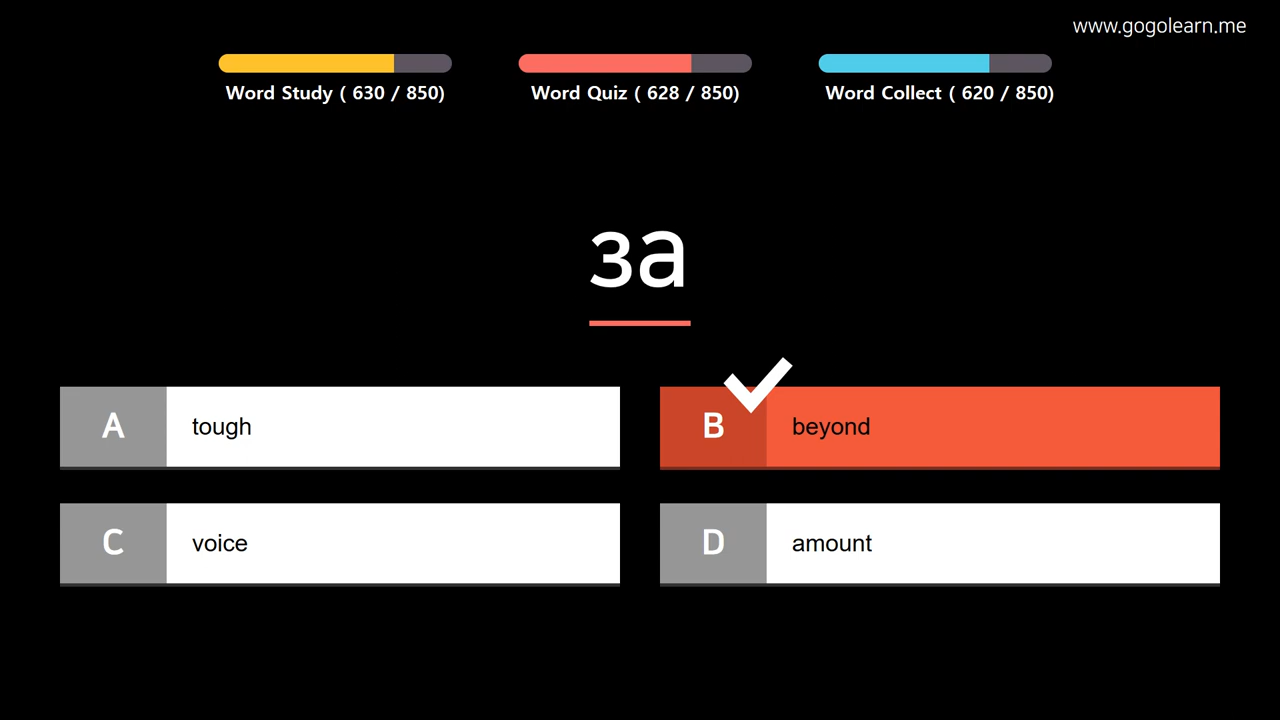 www.gogolearn.me
Word Study ( 630 / 850)
Word Quiz ( 628 / 850)
Word Collect ( 620 / 850)
за
A tough
B beyond
C voice
D amount